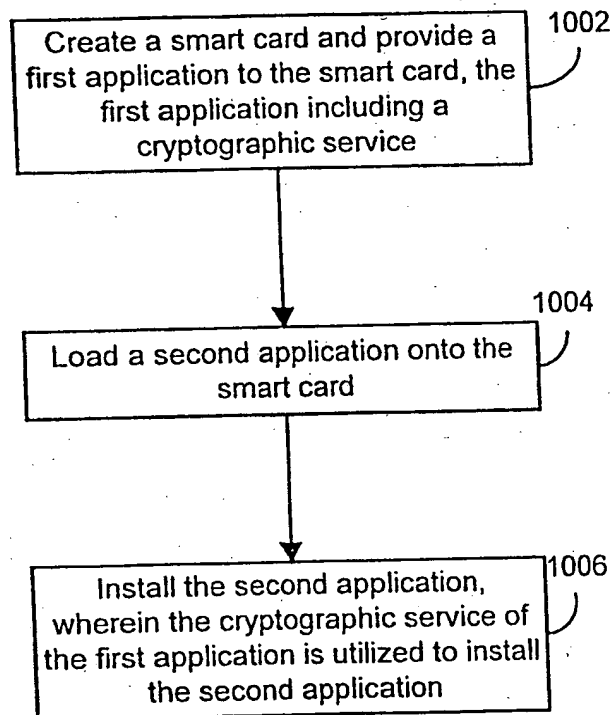 Create a smart card and provide a
first application to the smart card, the
first application including a
cryptographic service
1002
Load a second application onto the
smart card
1004
Install the second application,
wherein the cryptographic service of
the first application is utilized to install
the second application
1006